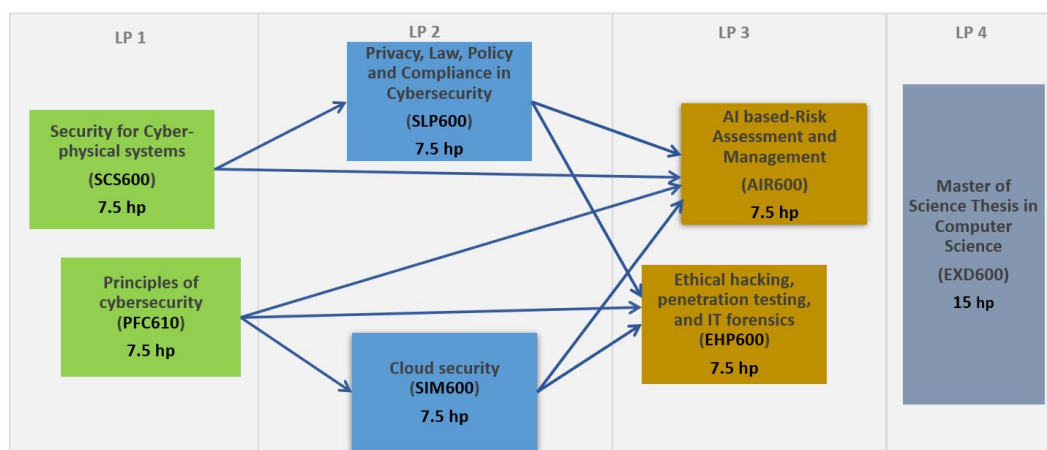 LP 1
LP 2
LP 3
LP 4
Security for Cyber-
physical systems
(SCS600)
7.5 hp
Principles of
cybersecurity
(PFC610)
7.5 hp
Privacy, Law, Policy
and Compliance in
Cybersecurity
(SLP600)
7.5 hp
Cloud security
(SIM600)
7.5 hp
AI based-Risk
Assessment and
Management
(AIR600)
7.5 hp
Ethical hacking,
penetration testing,
and IT forensics
(EHP600)
7.5 hp
Master of
Science Thesis in
Computer
Science
(EXD600)
15 hp